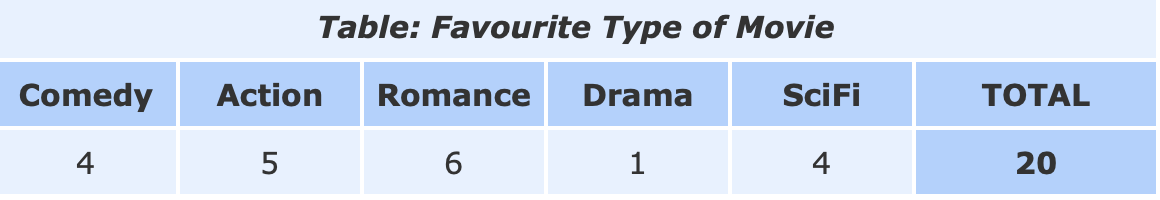 Table: Favourite Type of Movie
Comedy Action Romance Drama SciFi TOTAL
4 5 6 1 4 20